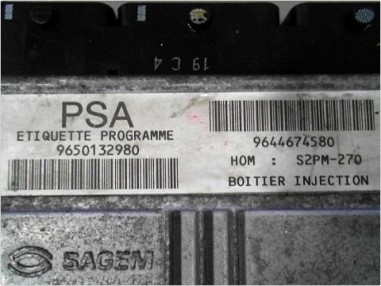 19 C 4
PSA
ETIQUETTE PROGRAMME
9650132980
9644674580
HOM : S2PM-270
BOITIER INJECTION
SAGEM